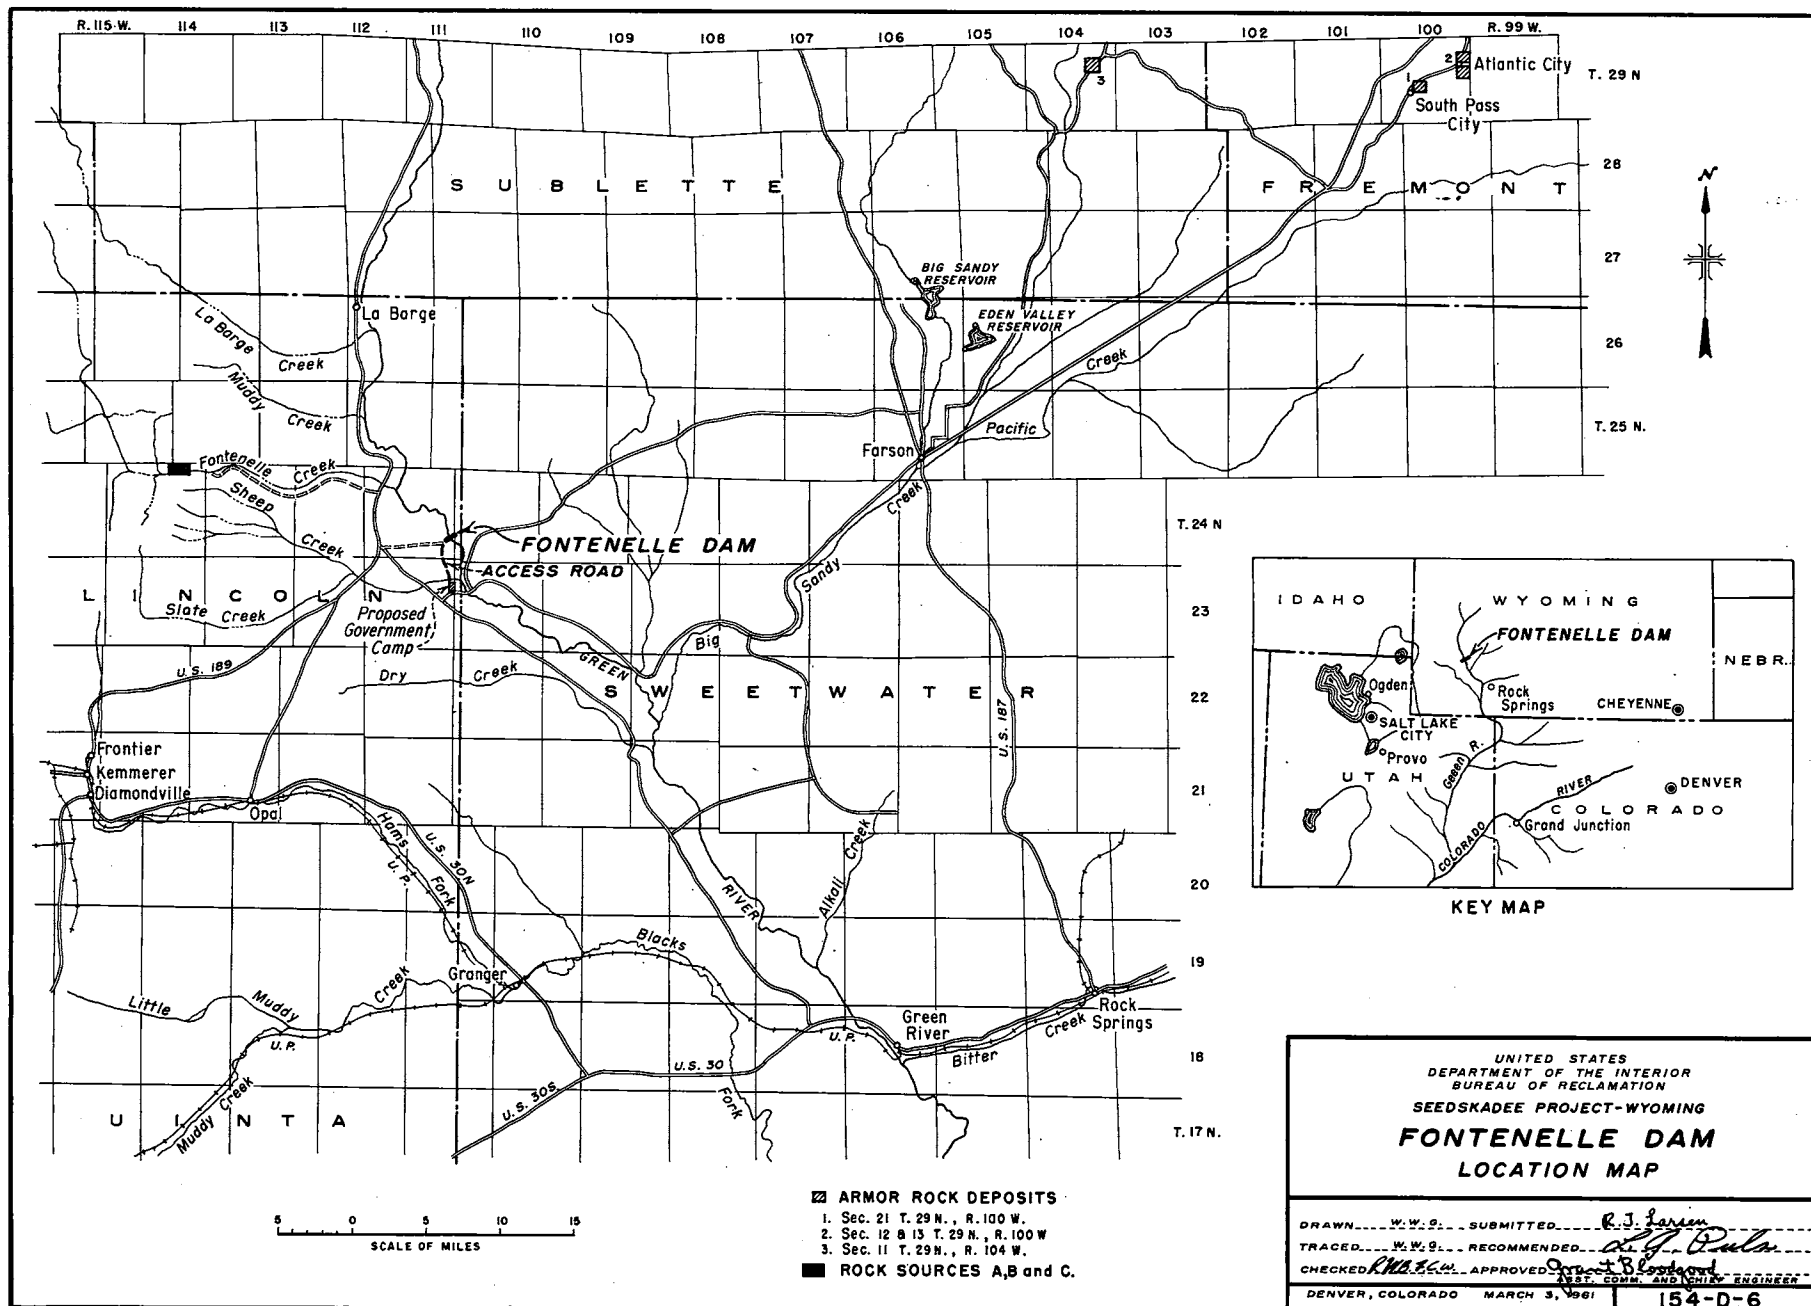 R. 115 W. 114 113 112 111 110 109 108 107 106 105 104 103 102 101 100 R. 99 W.
T. 29 N
28
27
26
T. 25 N.
T. 24 N
23
22
21
20
19
18
T. 17 N.
2
Atlantic City
1
South Pass
City
3
SUBLETTE
FREMONT
N
BIG SANDY
RESERVOIR
EDEN VALLEY
RESERVOIR
La Barge
La Barge
Creek
Muddy
Creek
Creek
Pacific
Farson
Fontenelle
Creek
Sheep
Creek
Creek
Sandy
Big
FONTENELLE DAM
ACCESS ROAD
LINCOLN
Slate Creek
Proposed
Government
Camp
U.S. 189
Dry Creek
GREEN
SWEETWATER
U.S. 187
Frontier
Kemmerer
Diamondville
Opal
Hams
Fork
U.P.
U.S. 30N
RIVER
Alkali
Creek
Blacks
Fork
Granger
Little Muddy Creek
U.P.
Muddy Creek
UINTA
U.S. 30S
U.S. 30
U.P.
Green
River
Bitter Creek
Rock
Springs
IDAHO
WYOMING
FONTENELLE DAM
NEBR.
Ogden
Rock
Springs
CHEYENNE
SALT LAKE
CITY
Provo
UTAH
Green R.
DENVER
COLORADO RIVER
COLORADO
Grand Junction
KEY MAP
5 0 5 10 15
SCALE OF MILES
ARMOR ROCK DEPOSITS
1. Sec. 21 T. 29 N., R. 100 W.
2. Sec. 12 & 13 T. 29 N., R. 100 W
3. Sec. 11 T. 29 N., R. 104 W.
ROCK SOURCES A,B and C.
UNITED STATES
DEPARTMENT OF THE INTERIOR
BUREAU OF RECLAMATION
SEEDSKADEE PROJECT-WYOMING
FONTENELLE DAM
LOCATION MAP
DRAWN W.W.G. SUBMITTED R.J. Larsen
TRACED W.W.G. RECOMMENDED L.G. Puls
CHECKED APPROVED Grant Bloodgood
ASST. COMM. AND CHIEF ENGINEER
DENVER, COLORADO MARCH 3, 1961
154-D-6